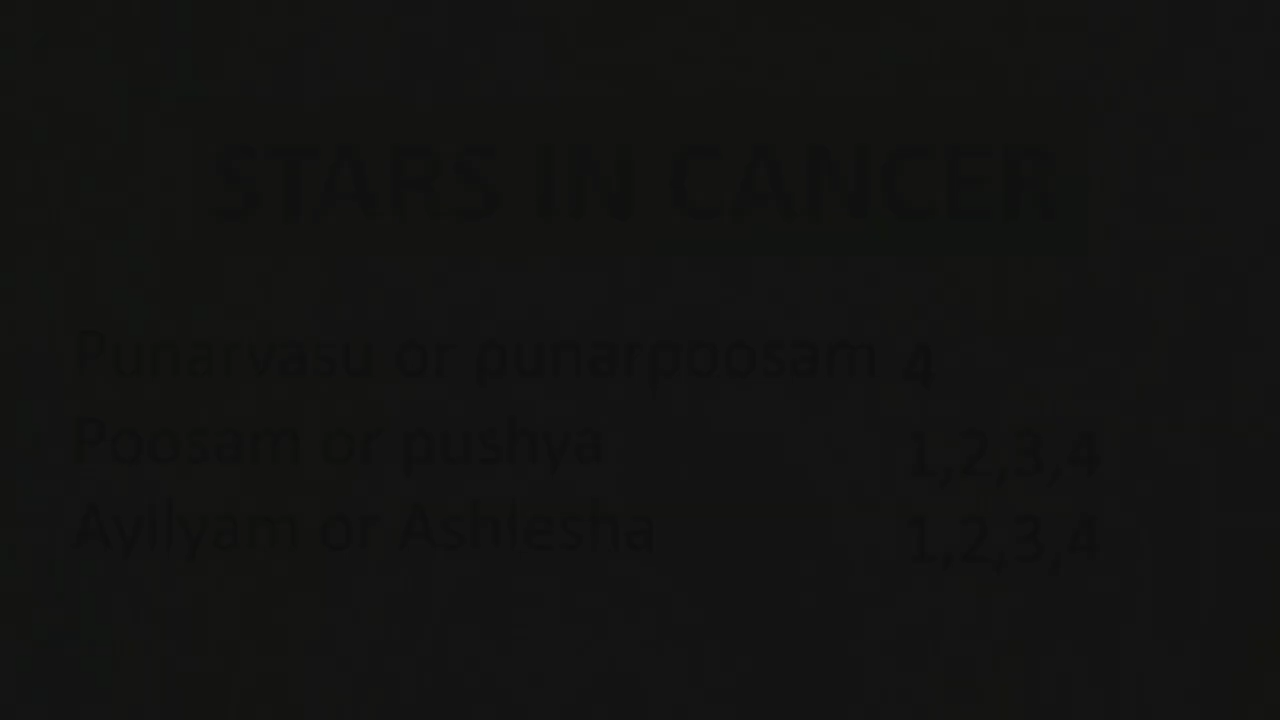 STARS IN CANCER
Punarvasu or punarpoosam 4
Poosam or pushya 1,2,3,4
Ayilyam or Ashlesha 1,2,3,4